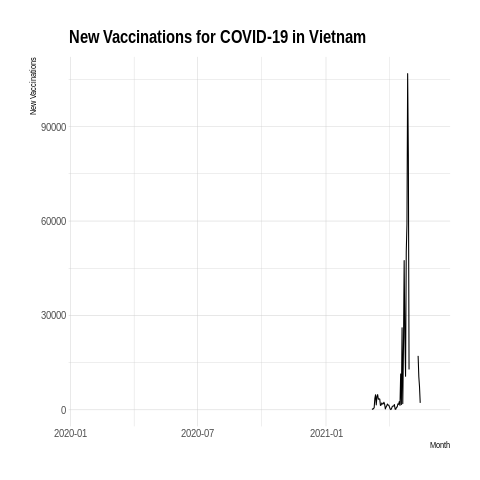 New Vaccinations for COVID-19 in Vietnam
New Vaccinations
90000
60000
30000
0
2020-01
2020-07
2021-01
Month